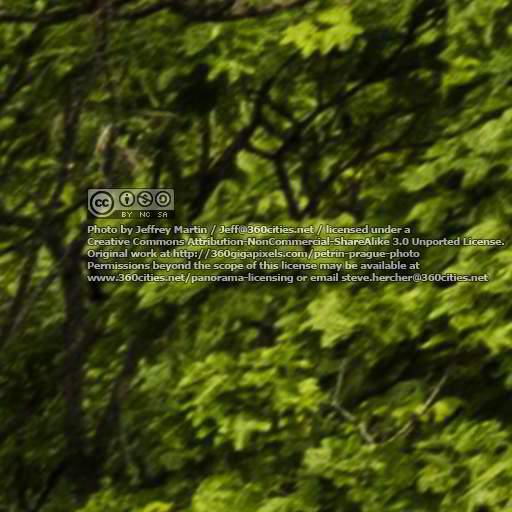 cc
BY NC SA
Photo by Jeffrey Martin / Jeff@360cities.net / licensed under a
Creative Commons Attribution-NonCommercial-ShareAlike 3.0 Unported License.
Original work at http://360gigapixels.com/petrin-prague-photo
Permissions beyond the scope of this license may be available at
www.360cities.net/panorama-licensing or email steve.hercher@360cities.net